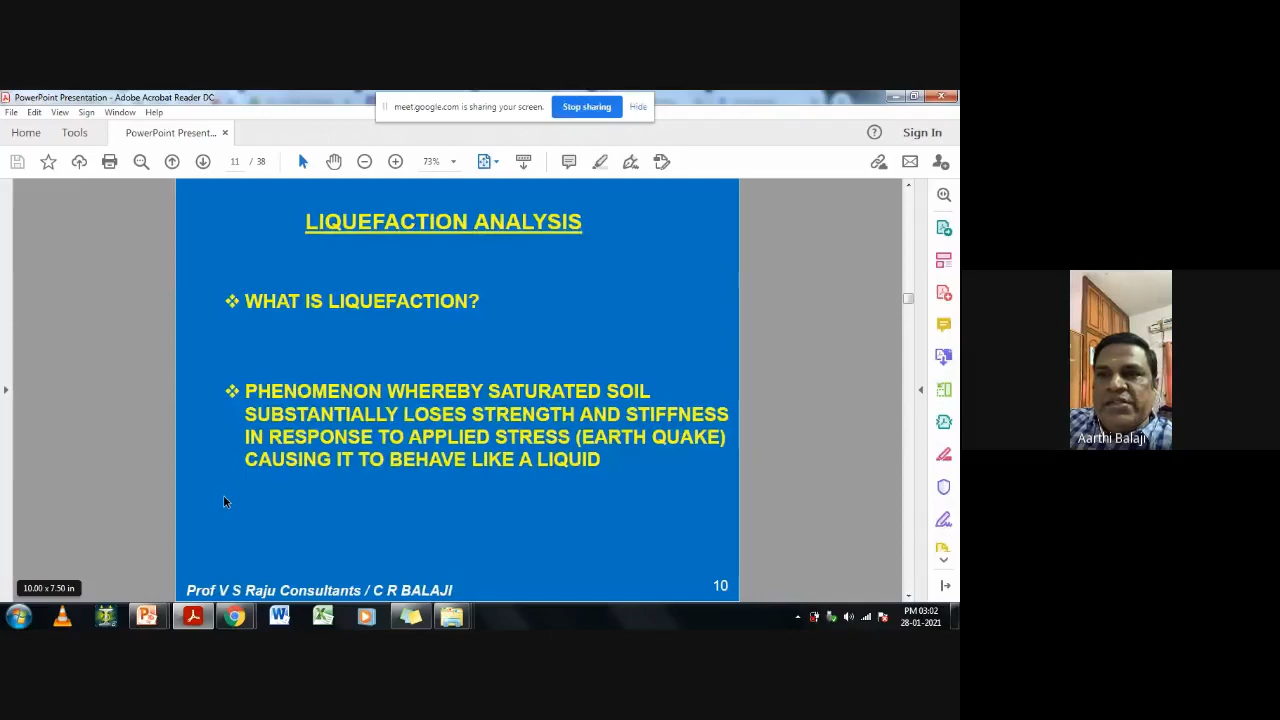 PowerPoint Presentation - Adobe Acrobat Reader DC
File Edit View Sign Window Help
meet.google.com is sharing your screen. Stop sharing Hide
Home Tools PowerPoint Present... × Sign In
11 / 38 73%
LIQUEFACTION ANALYSIS
WHAT IS LIQUEFACTION?
PHENOMENON WHEREBY SATURATED SOIL
SUBSTANTIALLY LOSES STRENGTH AND STIFFNESS
IN RESPONSE TO APPLIED STRESS (EARTH QUAKE)
CAUSING IT TO BEHAVE LIKE A LIQUID
Aarthi Balaji
10.00 x 7.50 in
Prof V S Raju Consultants / C R BALAJI 10
PM 03:02
28-01-2021